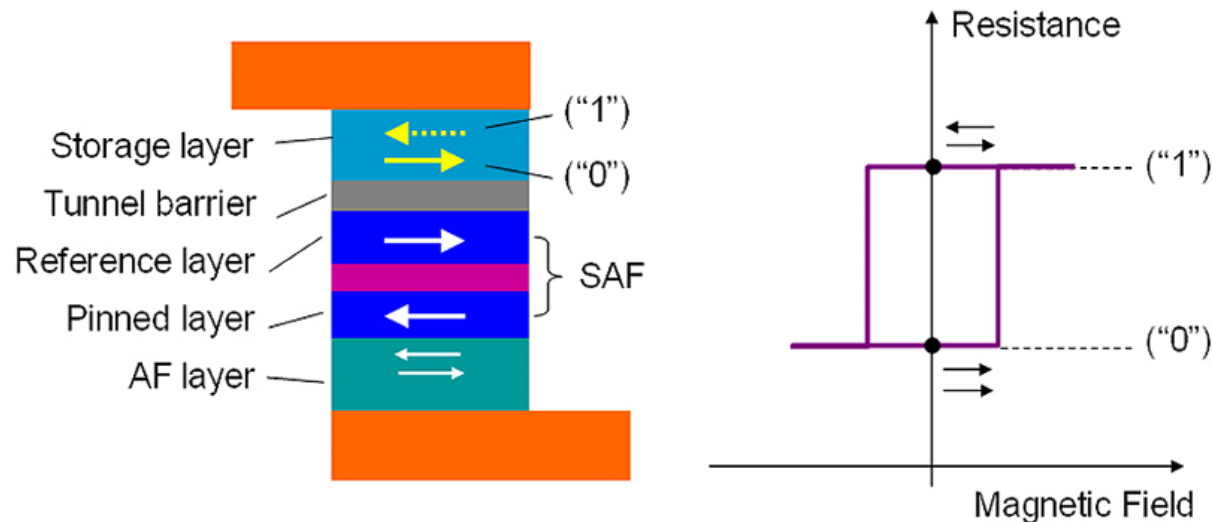 Storage layer
Tunnel barrier
Reference layer
Pinned layer
AF layer
(“1”)
(“0”)
SAF
Resistance
(“1”)
(“0”)
Magnetic Field